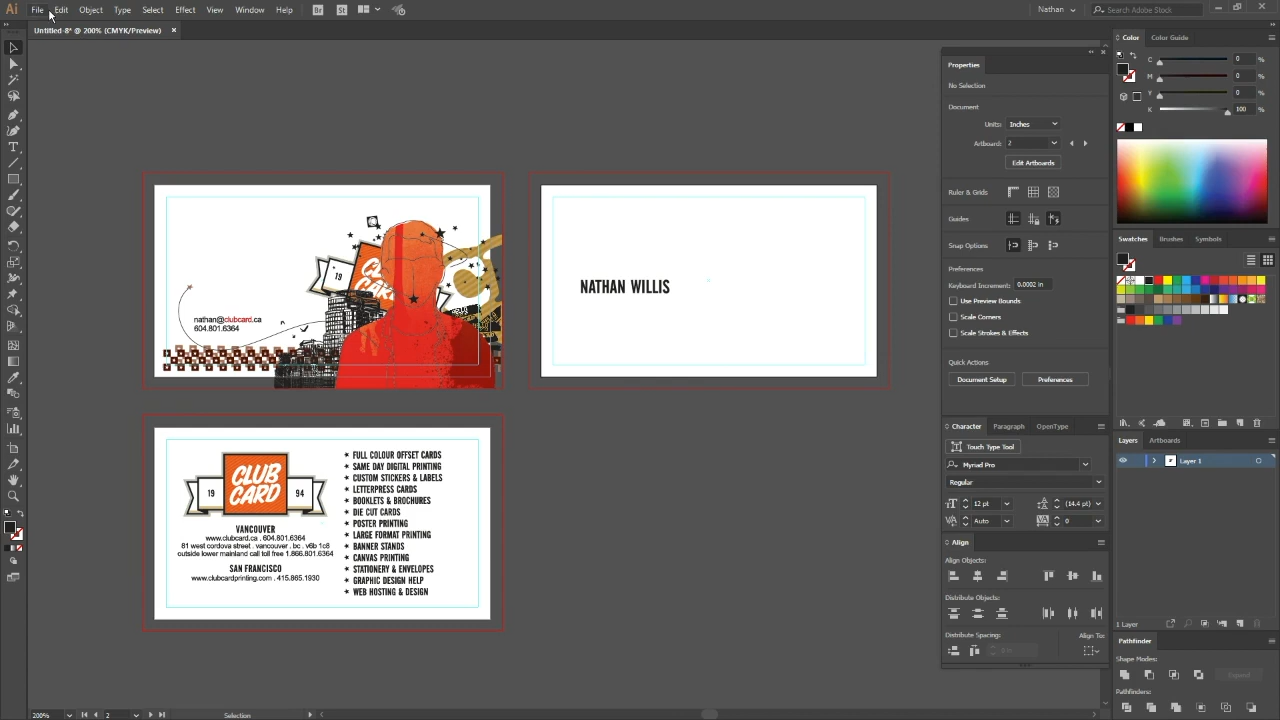 Ai File Edit Object Type Select Effect View Window Help Br St Nathan Search Adobe Stock
Untitled-8* @ 200% (CMYK/Preview) ×
Properties
No Selection
Document
Units: Inches
Artboard: 2
Edit Artboards
Ruler & Grids
Guides
Snap Options
Preferences
Keyboard Increment: 0.0002 in
Use Preview Bounds
Scale Corners
Scale Strokes & Effects
Quick Actions
Document Setup Preferences
Character Paragraph OpenType
Touch Type Tool
Myriad Pro
Regular
12 pt (14.4 pt)
Auto 0
Align
Align Objects:
Distribute Objects:
Distribute Spacing: Align To:
0 in
Color Color Guide
C 0 %
M 0 %
Y 0 %
K 100 %
Swatches Brushes Symbols
Layers Artboards
Layer 1
1 Layer
Pathfinder
Shape Modes:
Expand
Pathfinders:
19
nathan@clubcard.ca
604.801.6364
NATHAN WILLIS
19 CLUB CARD 94
VANCOUVER
www.clubcard.ca . 604.801.6364
81 west cordova street . vancouver . bc . v6b 1c8
outside lower mainland call toll free 1.866.801.6364
SAN FRANCISCO
www.clubcardprinting.com . 415.865.1930
★ FULL COLOUR OFFSET CARDS
★ SAME DAY DIGITAL PRINTING
★ CUSTOM STICKERS & LABELS
★ LETTERPRESS CARDS
★ BOOKLETS & BROCHURES
★ DIE CUT CARDS
★ POSTER PRINTING
★ LARGE FORMAT PRINTING
★ BANNER STANDS
★ CANVAS PRINTING
★ STATIONERY & ENVELOPES
★ GRAPHIC DESIGN HELP
★ WEB HOSTING & DESIGN
200% 2 Selection